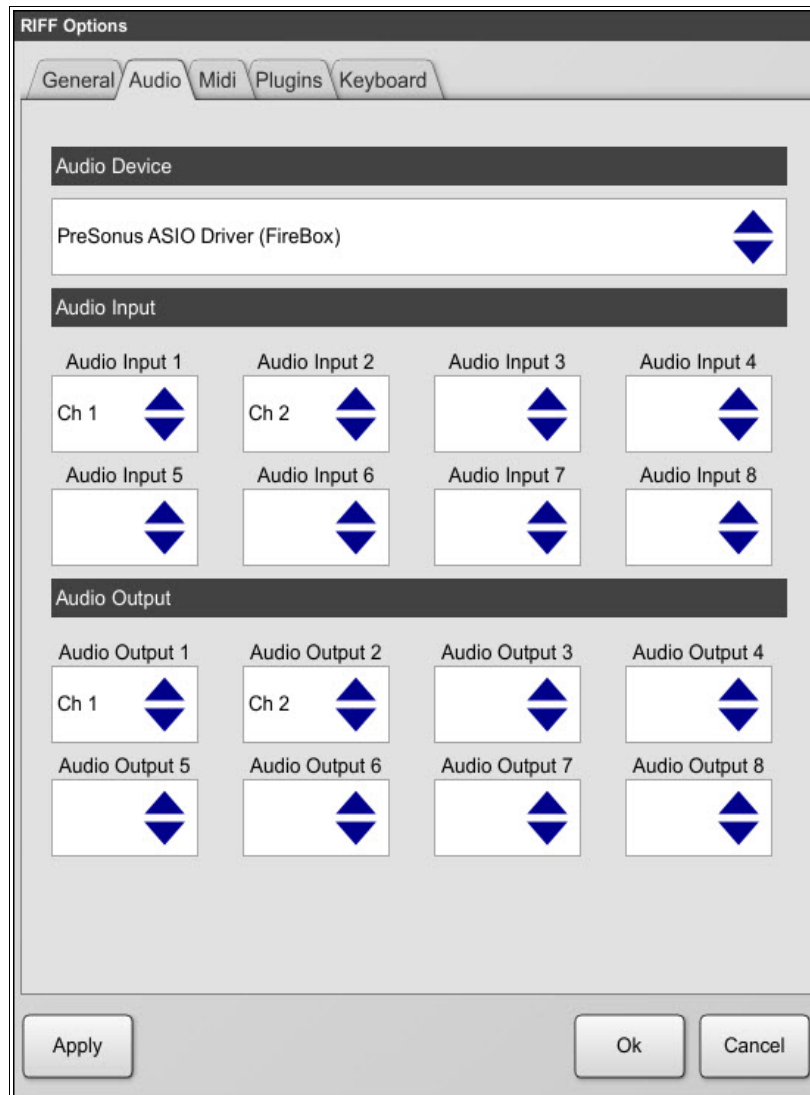 RIFF Options
General Audio Midi Plugins Keyboard
Audio Device
PreSonus ASIO Driver (FireBox)
Audio Input
Audio Input 1 Audio Input 2 Audio Input 3 Audio Input 4
Ch 1 Ch 2
Audio Input 5 Audio Input 6 Audio Input 7 Audio Input 8
Audio Output
Audio Output 1 Audio Output 2 Audio Output 3 Audio Output 4
Ch 1 Ch 2
Audio Output 5 Audio Output 6 Audio Output 7 Audio Output 8
Apply Ok Cancel